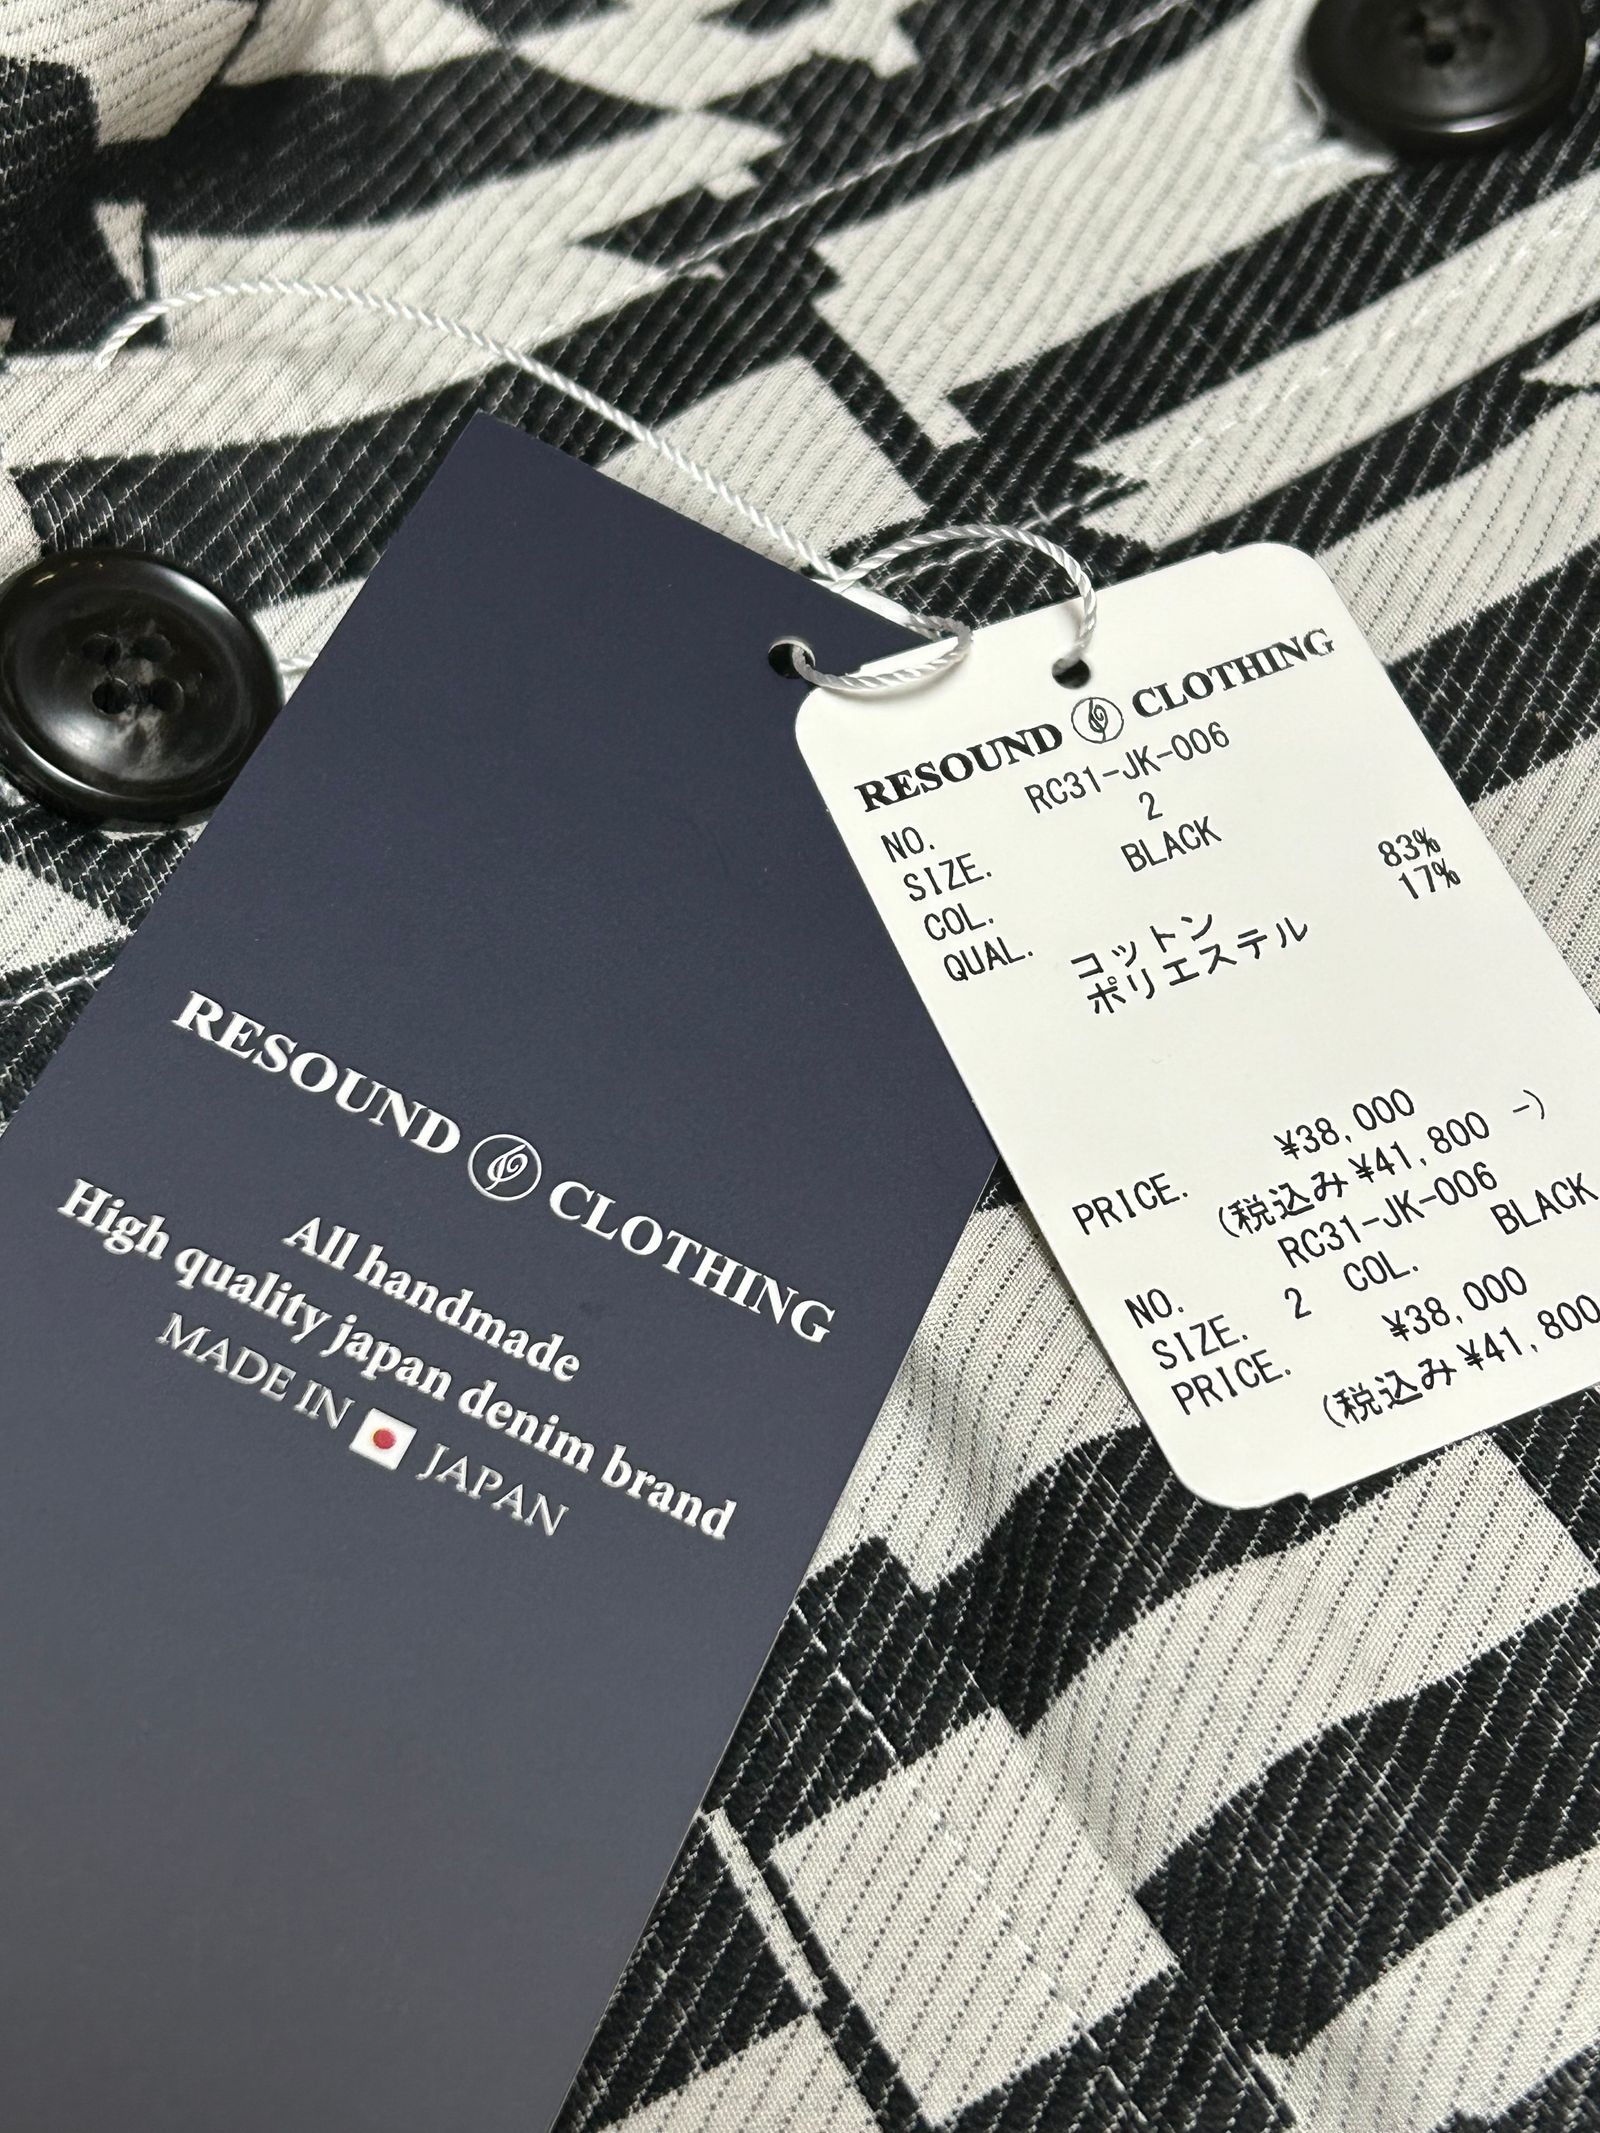 RESOUND CLOTHING
All handmade
High quality japan denim brand
MADE IN JAPAN
RESOUND CLOTHING
NO. RC31-JK-006
SIZE. 2
COL. BLACK
QUAL. コットン 83%
ポリエステル 17%
PRICE. ¥38,000
(税込み¥41,800 -)
NO. RC31-JK-006
SIZE. 2 COL. BLACK
PRICE. ¥38,000
(税込み¥41,800